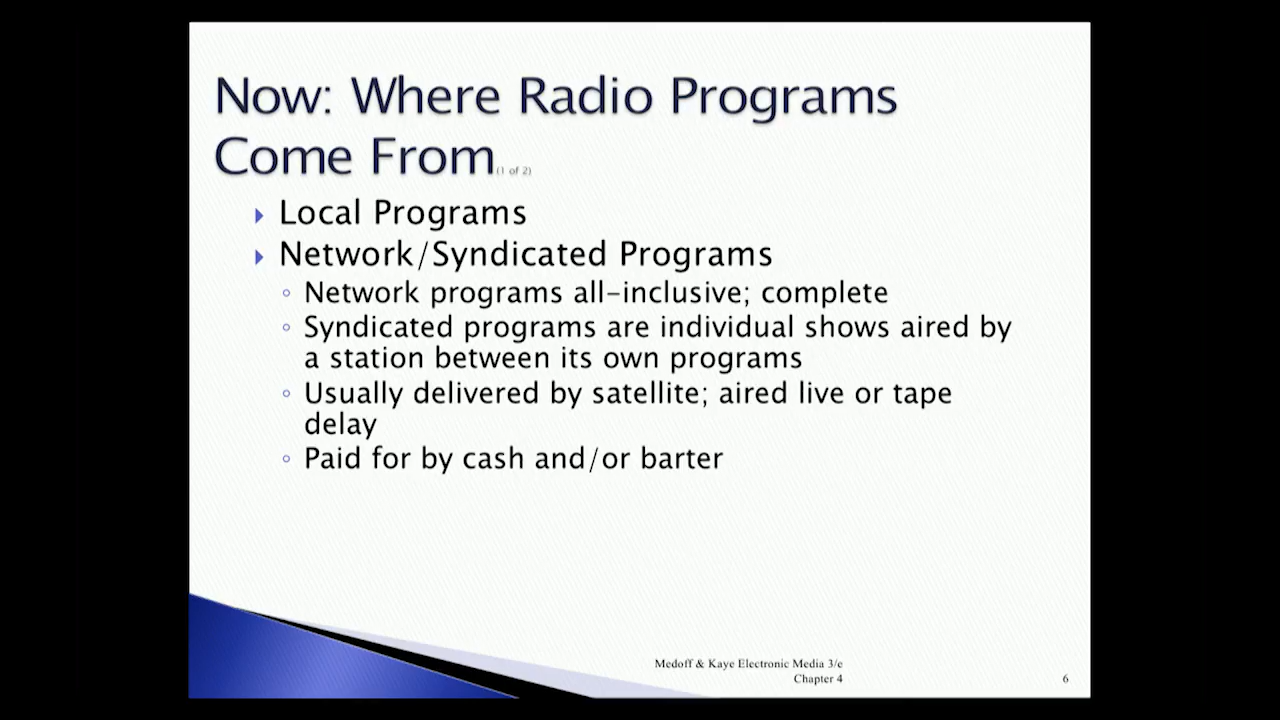 Now: Where Radio Programs
Come From (1 of 2)
Local Programs
Network/Syndicated Programs
Network programs all-inclusive; complete
Syndicated programs are individual shows aired by
a station between its own programs
Usually delivered by satellite; aired live or tape
delay
Paid for by cash and/or barter
Medoff & Kaye Electronic Media 3/e
Chapter 4
6